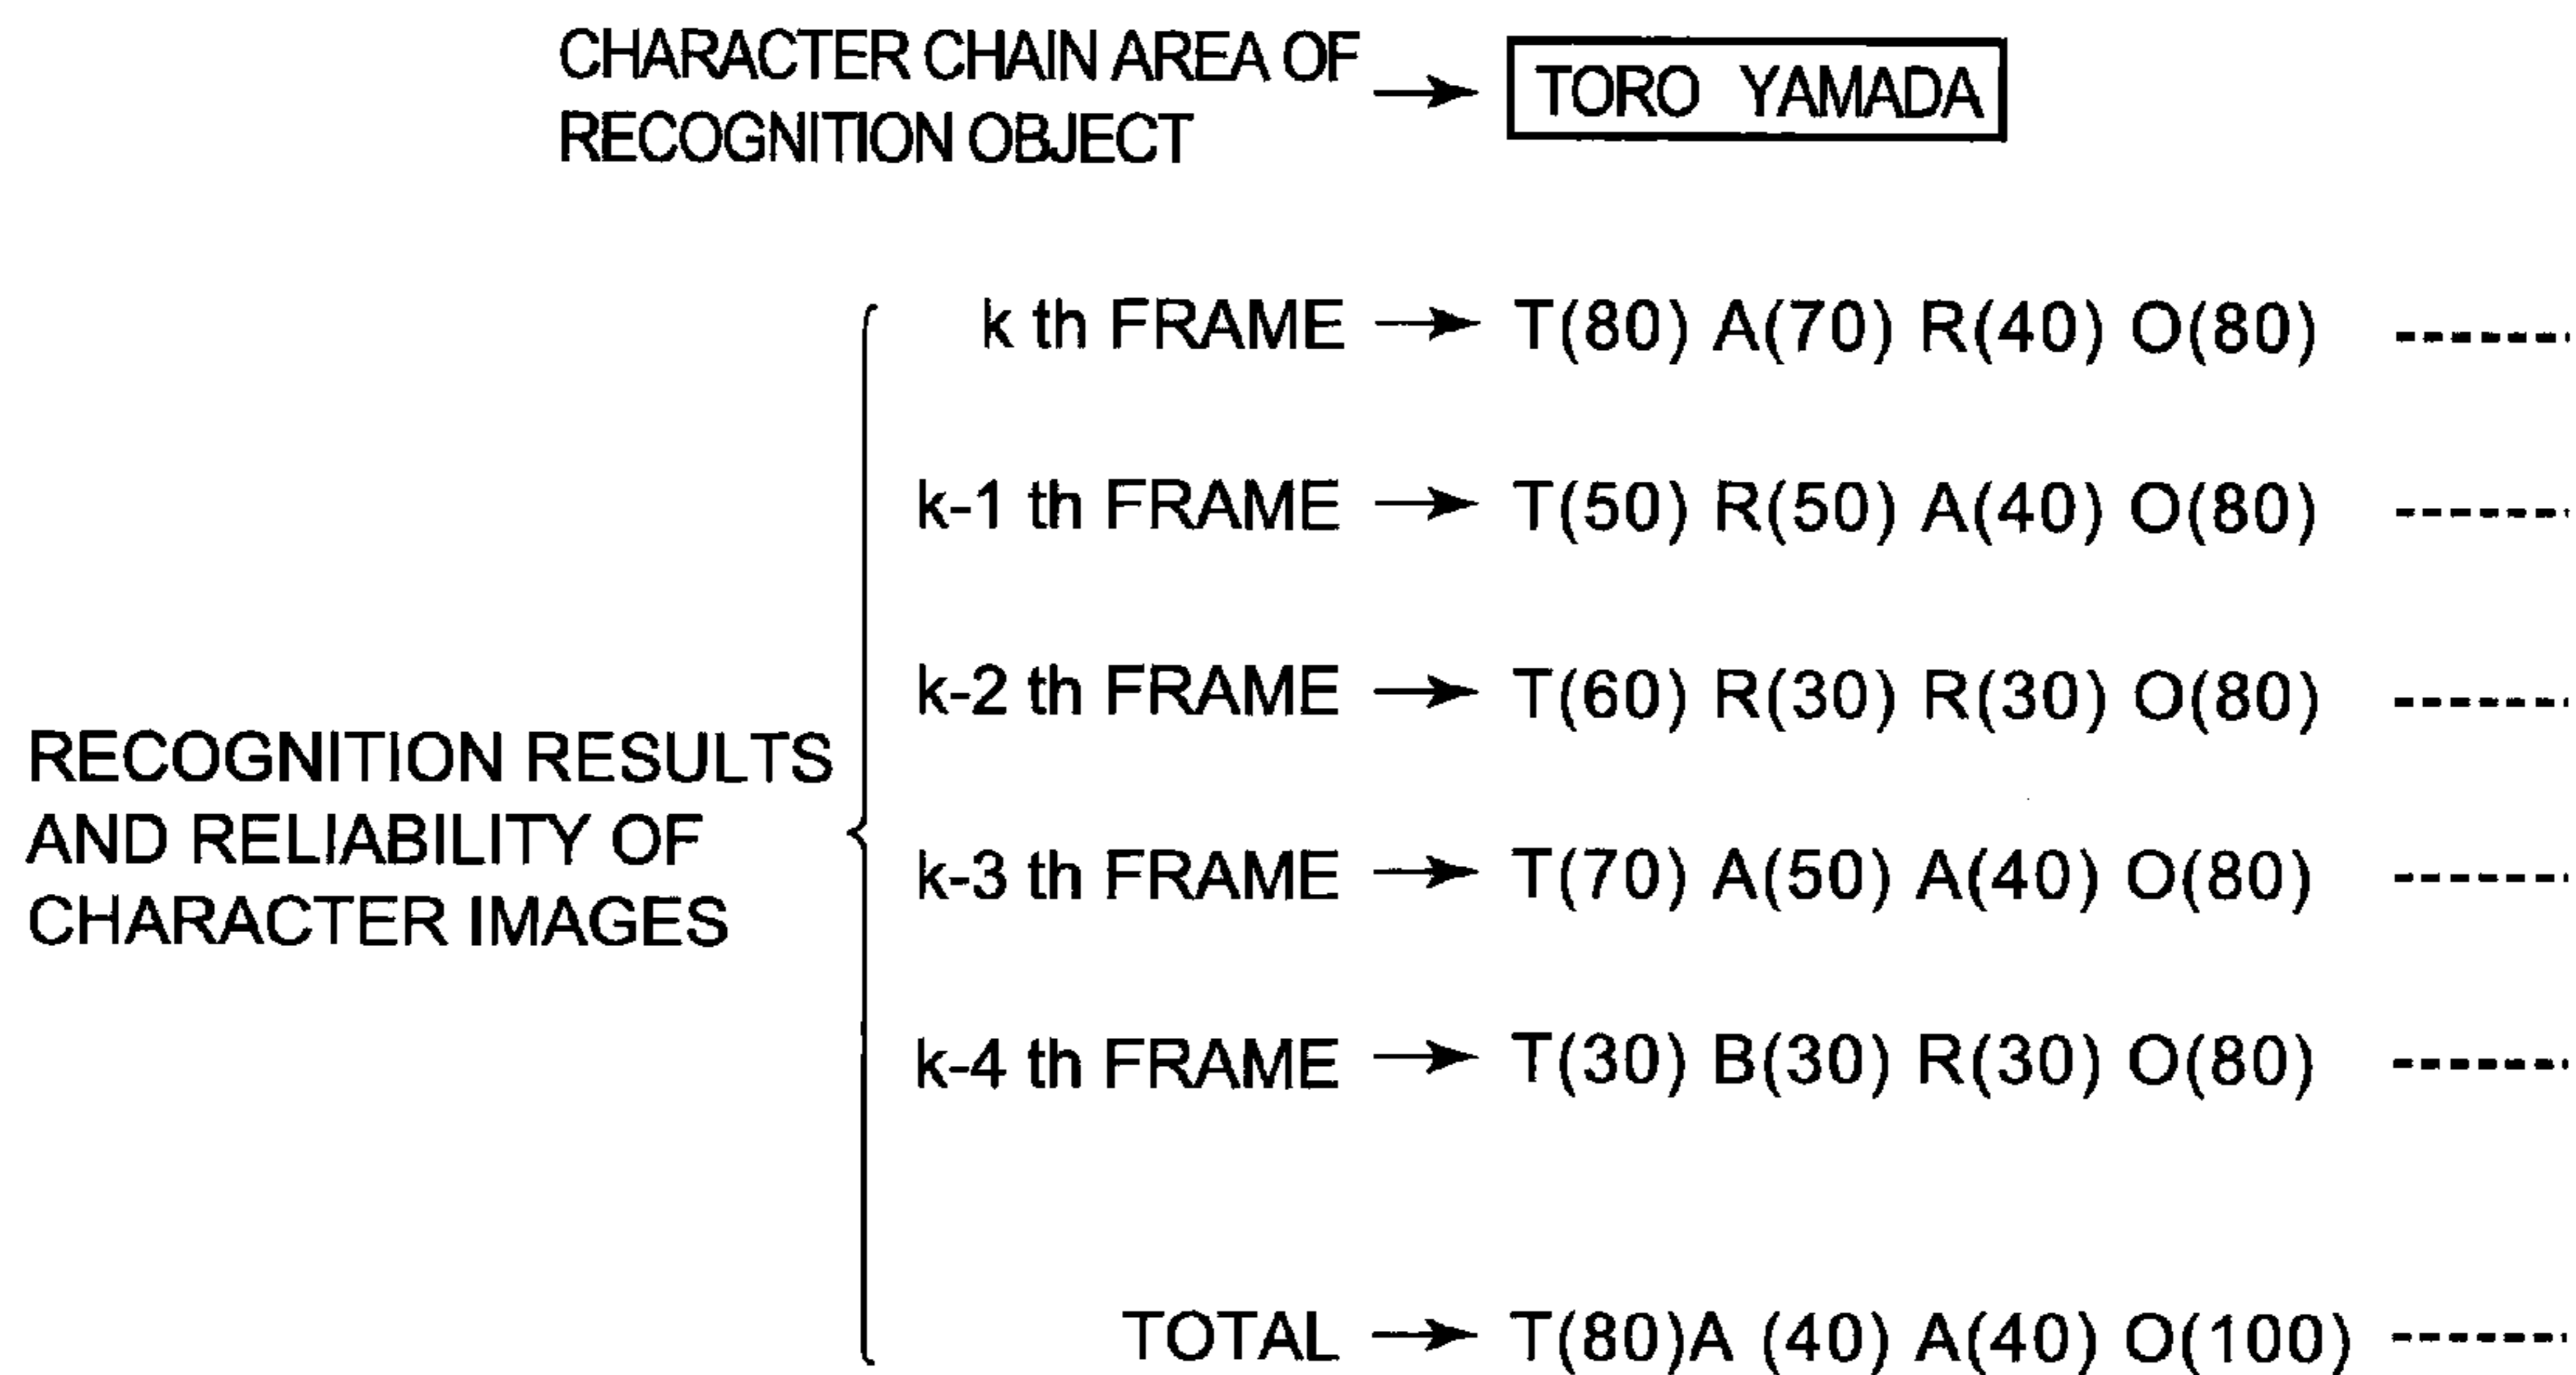 CHARACTER CHAIN AREA OF
RECOGNITION OBJECT
TORO YAMADA
k th FRAME T(80) A(70) R(40) O(80) ------
k-1 th FRAME T(50) R(50) A(40) O(80) ------
k-2 th FRAME T(60) R(30) R(30) O(80) ------
RECOGNITION RESULTS
AND RELIABILITY OF
CHARACTER IMAGES
k-3 th FRAME T(70) A(50) A(40) O(80) ------
k-4 th FRAME T(30) B(30) R(30) O(80) ------
TOTAL T(80)A (40) A(40) O(100) ------